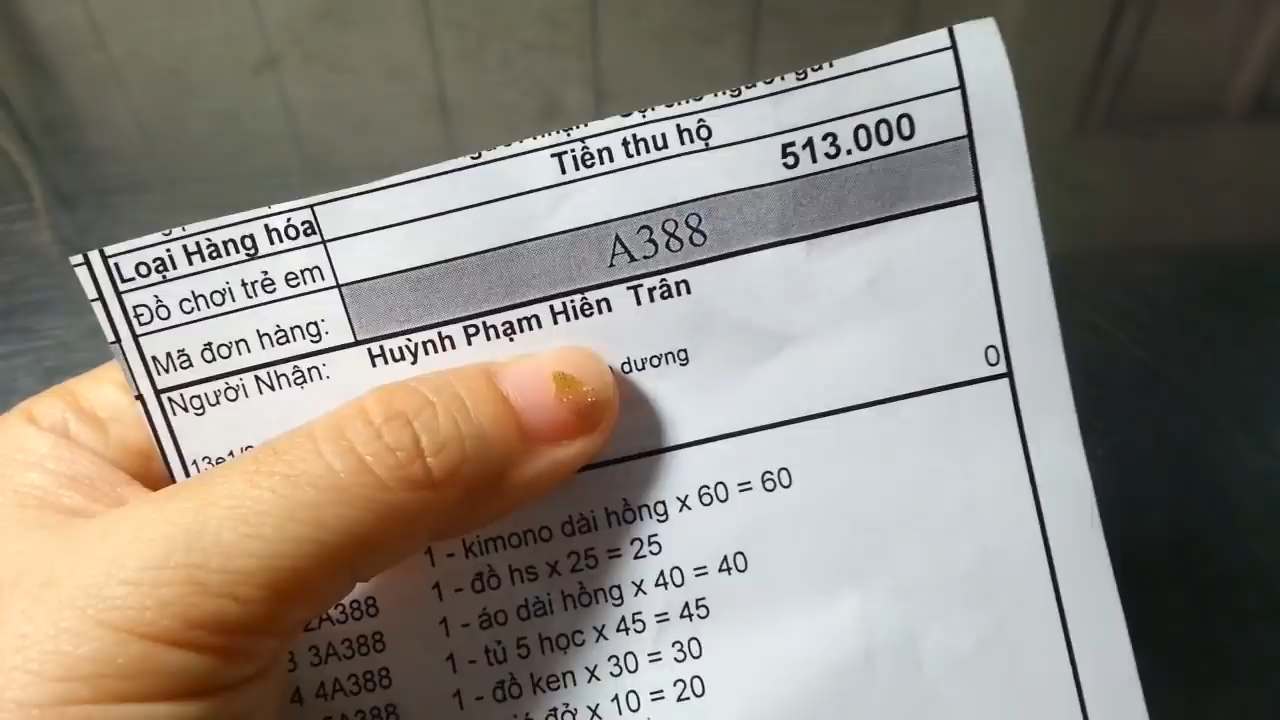 Tiền thu hộ
513.000
Loại Hàng hóa
Đồ chơi trẻ em
Mã đơn hàng:
A388
Người Nhận: Huỳnh Phạm Hiền Trân
dương
0
1 - kimono dài hồng x 60 = 60
1 - đồ hs x 25 = 25
2A388 1 - áo dài hồng x 40 = 40
3 3A388 1 - tủ 5 học x 45 = 45
4 4A388 1 - đồ ken x 30 = 30
đở x 10 = 20